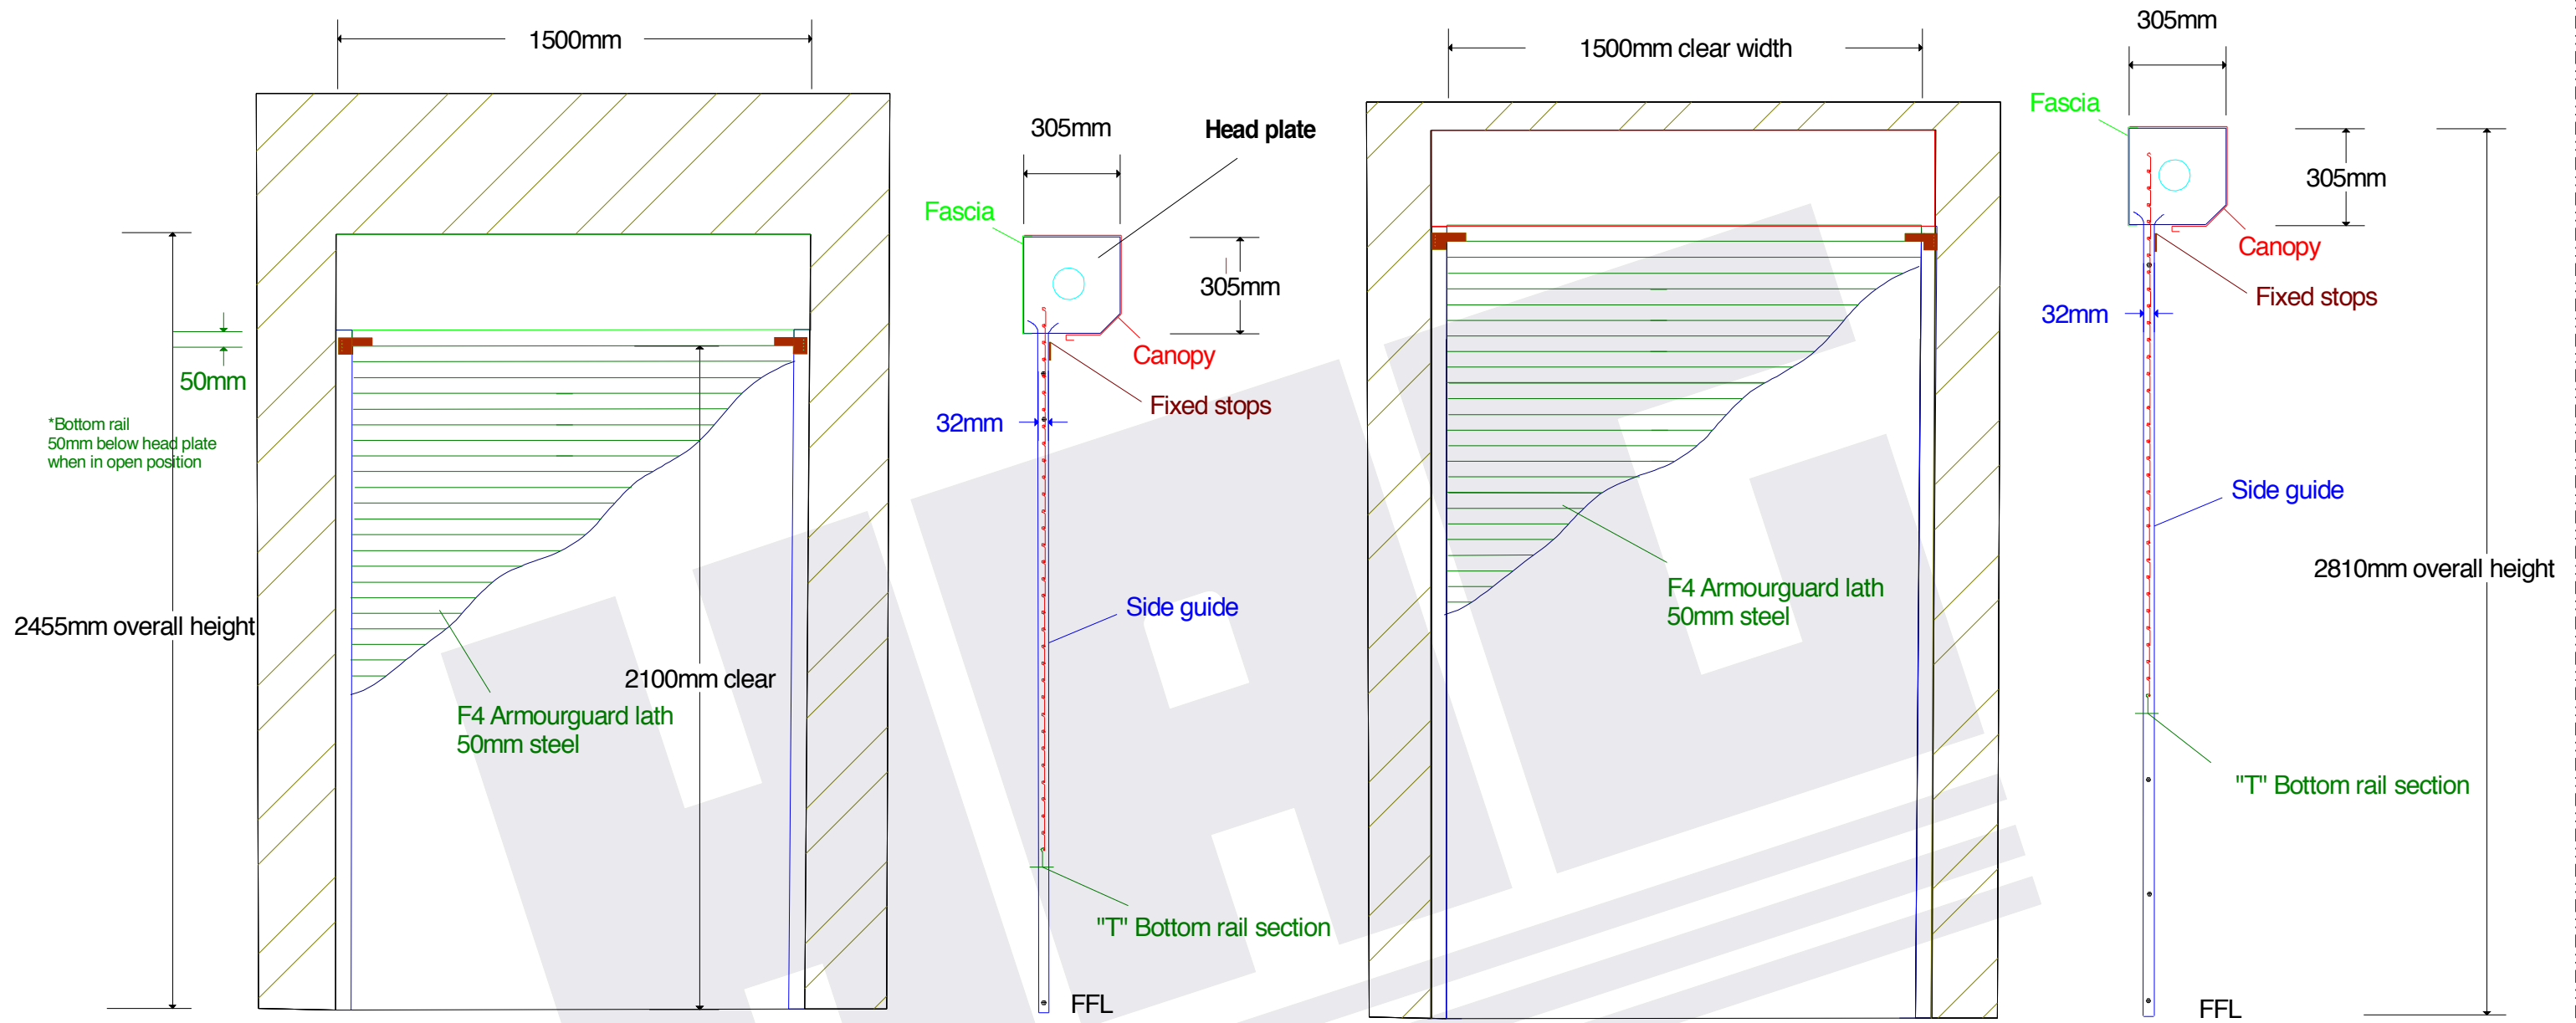 1500mm
2455mm overall height
50mm
*Bottom rail
50mm below head plate
when in open position
F4 Armourguard lath
50mm steel
2100mm clear
305mm
Head plate
Fascia
305mm
Canopy
Fixed stops
32mm
Side guide
"T" Bottom rail section
FFL
1500mm clear width
F4 Armourguard lath
50mm steel
305mm
Fascia
305mm
Canopy
Fixed stops
32mm
Side guide
2810mm overall height
"T" Bottom rail section
FFL